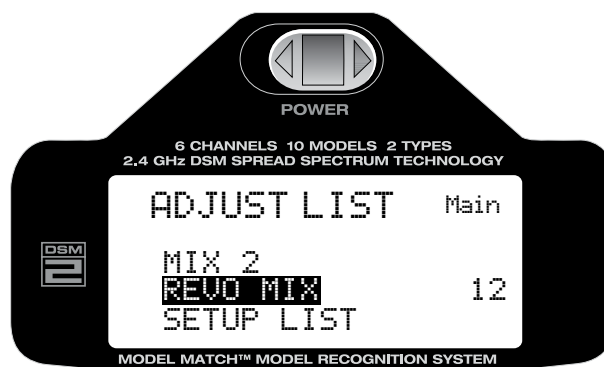 POWER
6 CHANNELS 10 MODELS 2 TYPES
2.4 GHz DSM SPREAD SPECTRUM TECHNOLOGY
ADJUST LIST Main
DSM
2
MIX 2
REVO MIX 12
SETUP LIST
MODEL MATCH™ MODEL RECOGNITION SYSTEM